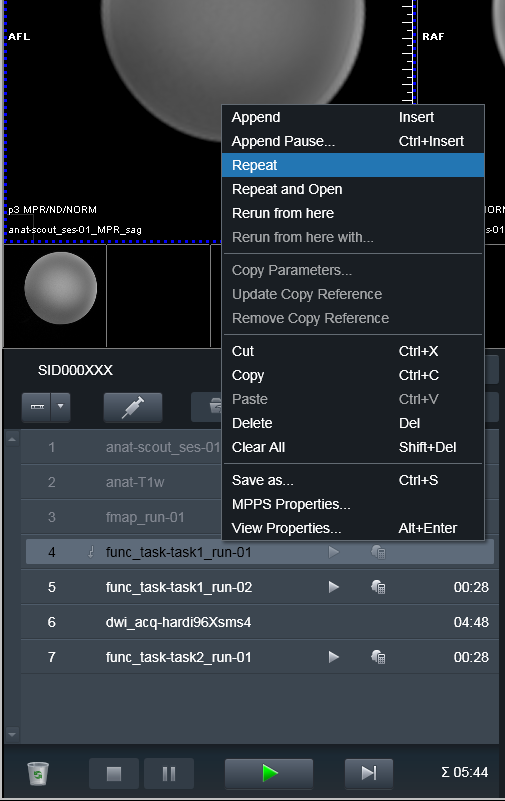 AFL
RAF
p3 MPR/ND/NORM
anat-scout_ses-01_MPR_sag
Append Insert
Append Pause... Ctrl+Insert
Repeat
Repeat and Open
Rerun from here
Rerun from here with...
Copy Parameters...
Update Copy Reference
Remove Copy Reference
Cut Ctrl+X
Copy Ctrl+C
Paste Ctrl+V
Delete Del
Clear All Shift+Del
Save as... Ctrl+S
MPPS Properties...
View Properties... Alt+Enter
SID000XXX
1 anat-scout_ses-01
2 anat-T1w
3 fmap_run-01
4 func_task-task1_run-01
5 func_task-task1_run-02 00:28
6 dwi_acq-hardi96Xsms4 04:48
7 func_task-task2_run-01 00:28
Σ 05:44